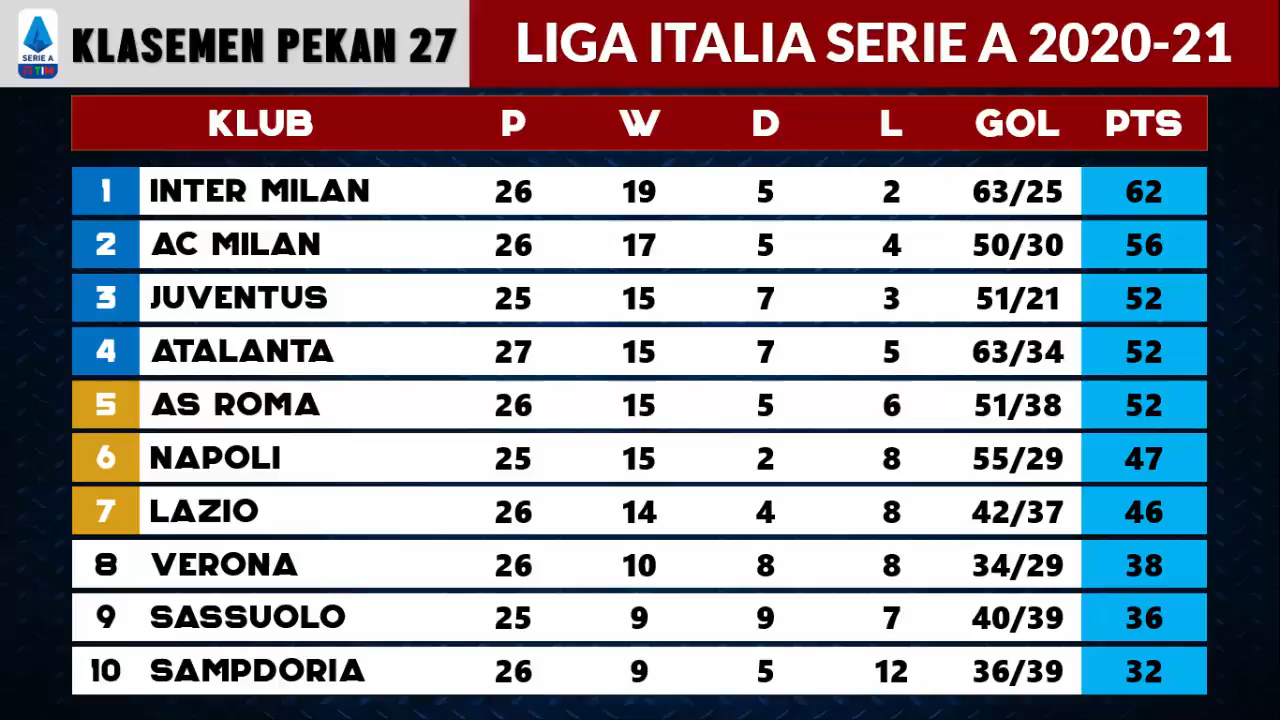 SERIE A
TIM
KLASEMEN PEKAN 27
LIGA ITALIA SERIE A 2020-21
KLUB P W D L GOL PTS
1 INTER MILAN 26 19 5 2 63/25 62
2 AC MILAN 26 17 5 4 50/30 56
3 JUVENTUS 25 15 7 3 51/21 52
4 ATALANTA 27 15 7 5 63/34 52
5 AS ROMA 26 15 5 6 51/38 52
6 NAPOLI 25 15 2 8 55/29 47
7 LAZIO 26 14 4 8 42/37 46
8 VERONA 26 10 8 8 34/29 38
9 SASSUOLO 25 9 9 7 40/39 36
10 SAMPDORIA 26 9 5 12 36/39 32